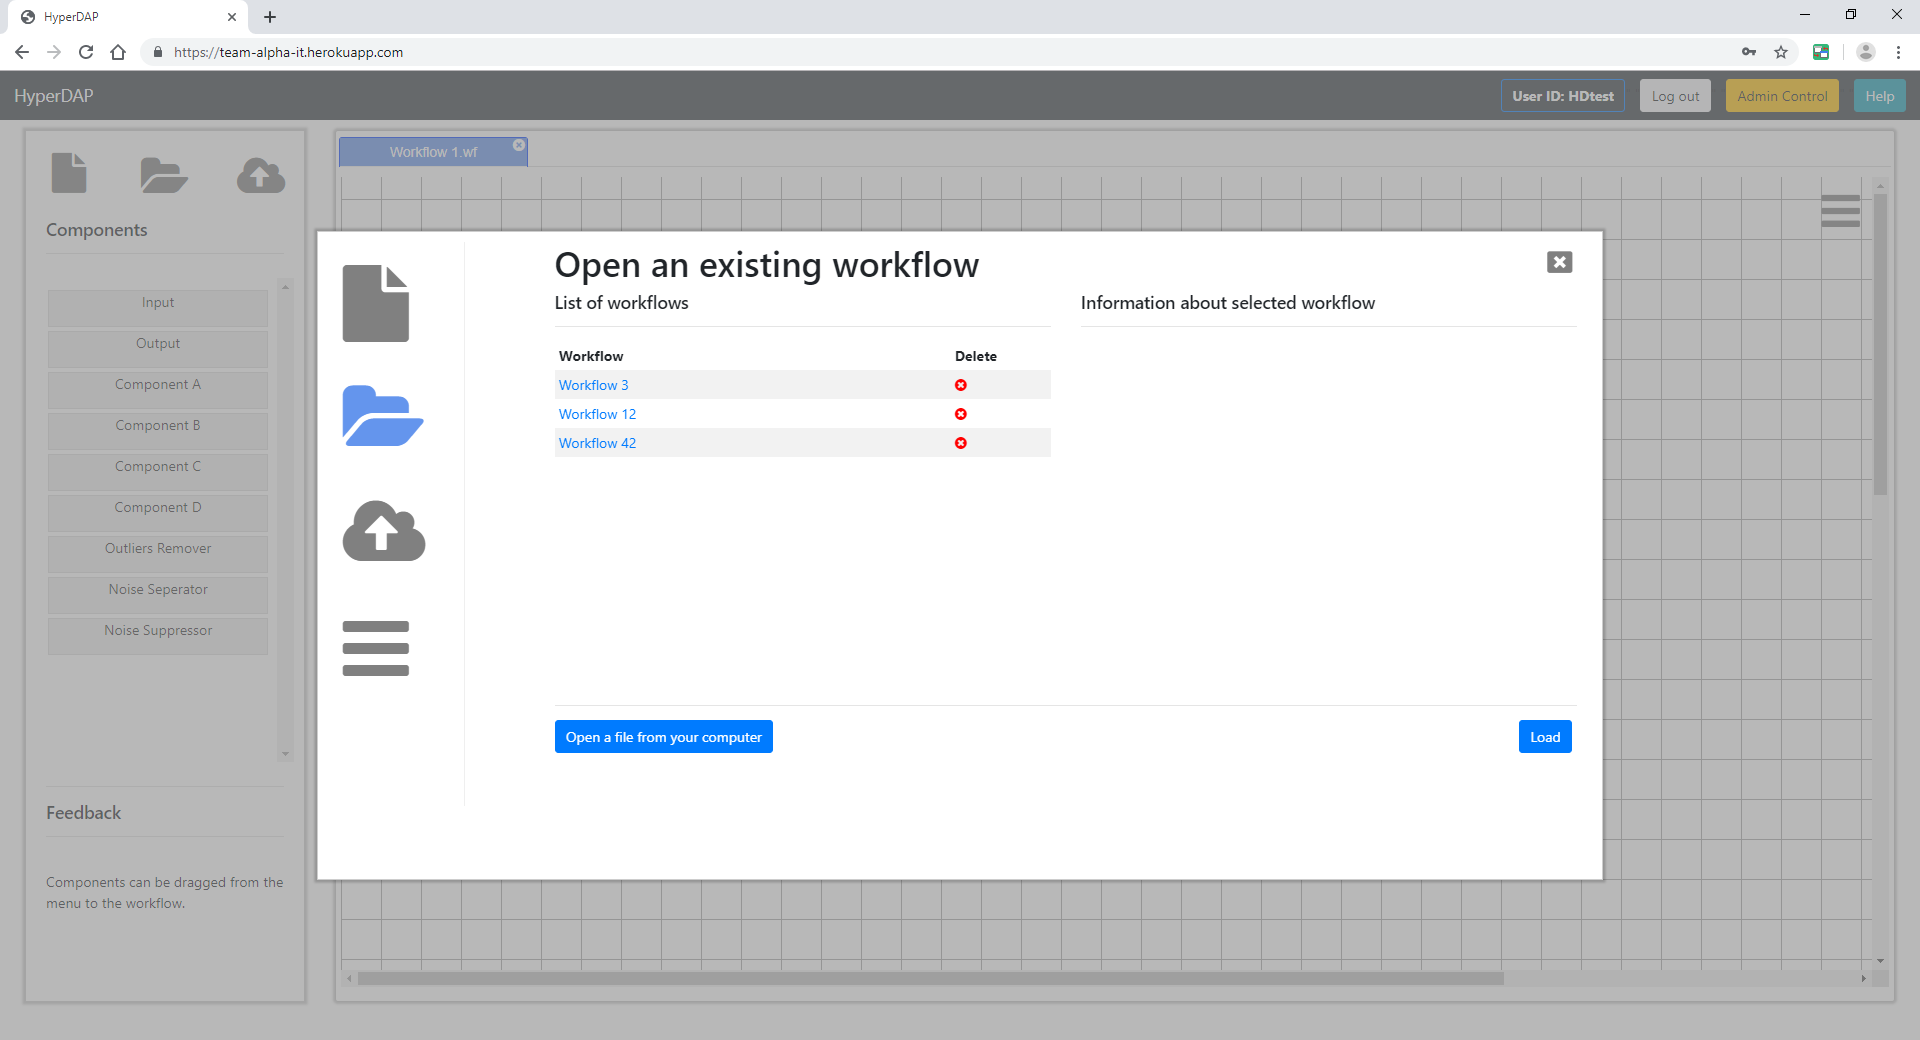 HyperDAP
https://team-alpha-it.herokuapp.com
HyperDAP
User ID: HDtest
Log out
Admin Control
Help
Workflow 1.wf
Components
Input
Output
Component A
Component B
Component C
Component D
Outliers Remover
Noise Seperator
Noise Suppressor
Feedback
Components can be dragged from the
menu to the workflow.
Open an existing workflow
List of workflows
Information about selected workflow
Workflow Delete
Workflow 3
Workflow 12
Workflow 42
Open a file from your computer
Load